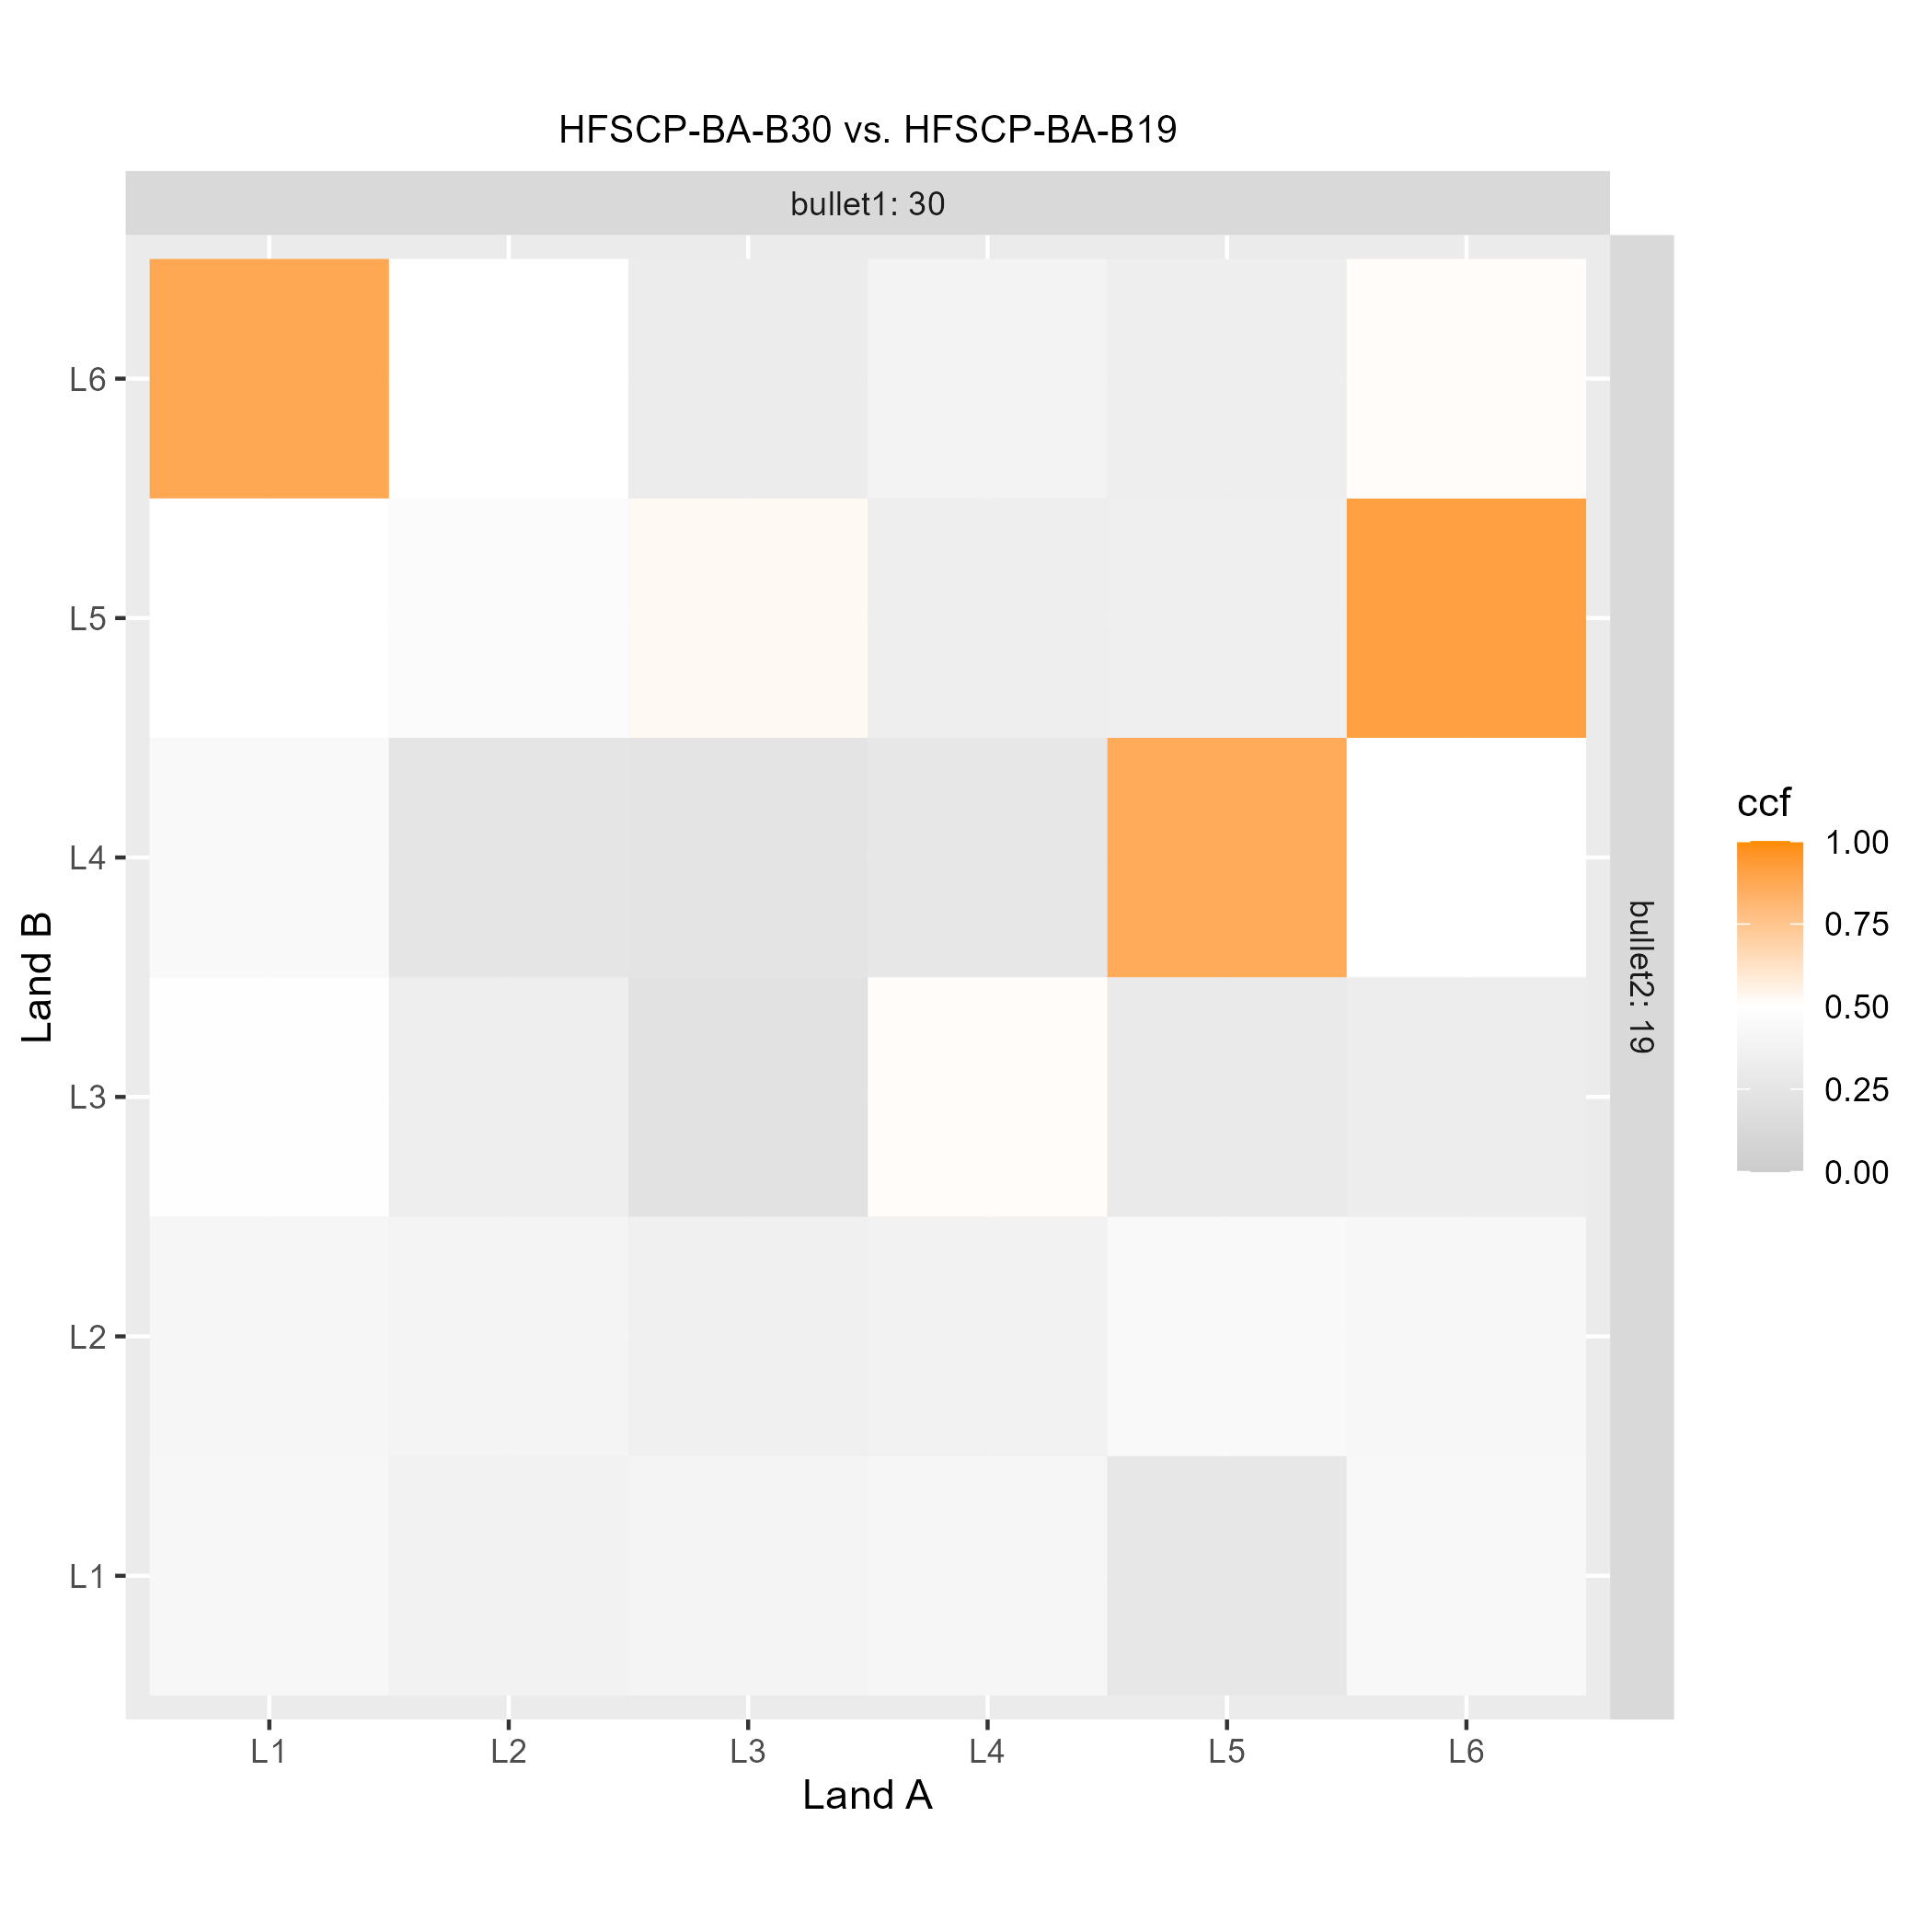 HFSCP-BA-B30 vs. HFSCP-BA-B19
bullet1: 30
L6
L5
L4
L3
L2
L1
Land B
bullet2: 19
ccf
1.00
0.75
0.50
0.25
0.00
L1 L2 L3 L4 L5 L6
Land A